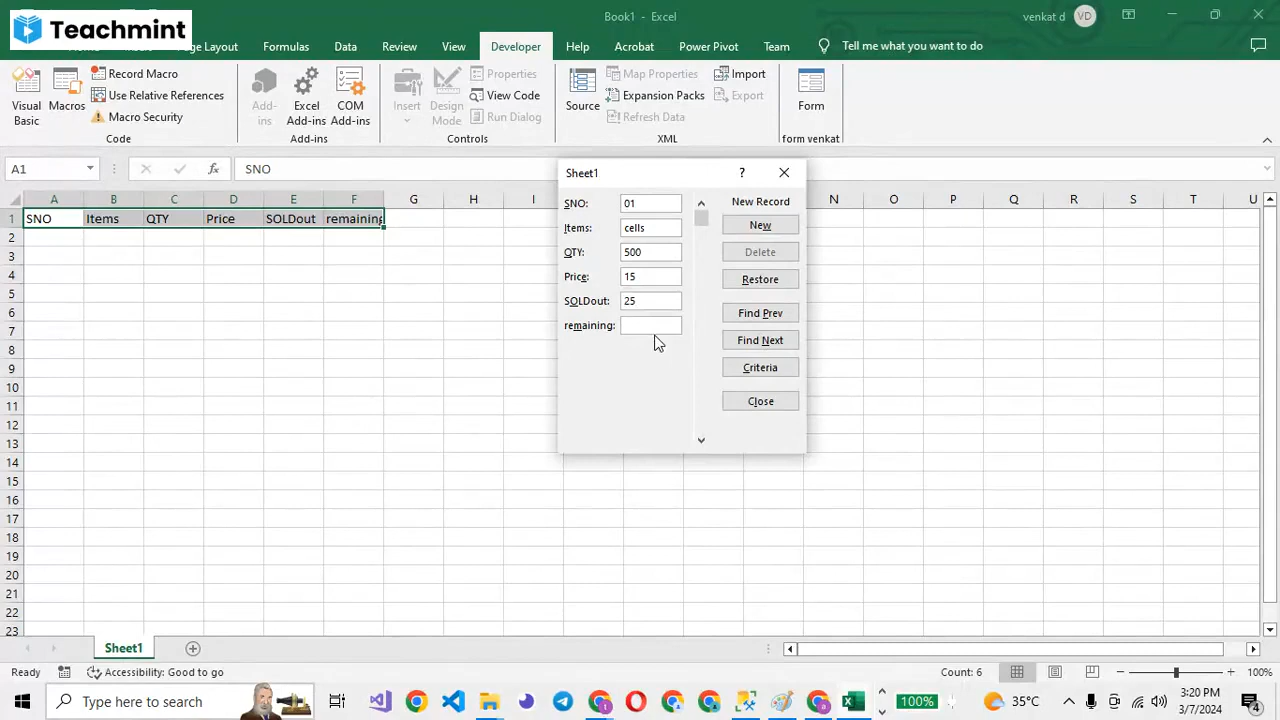 Teachmint
Book1 - Excel
venkat d
VD
Page Layout
Formulas
Data
Review
View
Developer
Help
Acrobat
Power Pivot
Team
Tell me what you want to do
Visual Basic
Macros
Record Macro
Use Relative References
Macro Security
Code
Add-ins
Excel Add-ins
COM Add-ins
Add-ins
Insert
Design Mode
Properties
View Code
Run Dialog
Controls
Source
Map Properties
Expansion Packs
Refresh Data
Import
Export
XML
Form
form venkat
A1
fx
SNO
A B C D E F G H I N O P Q R S T U
1 SNO Items QTY Price SOLDout remaining
2
3
4
5
6
7
8
9
10
11
12
13
14
15
16
17
18
19
20
21
22
23
Sheet1
?
SNO: 01
Items: cells
QTY: 500
Price: 15
SOLDout: 25
remaining:
New Record
New
Delete
Restore
Find Prev
Find Next
Criteria
Close
Sheet1
Ready
Accessibility: Good to go
Count: 6
100%
Type here to search
100%
35°C
3:20 PM
3/7/2024
4